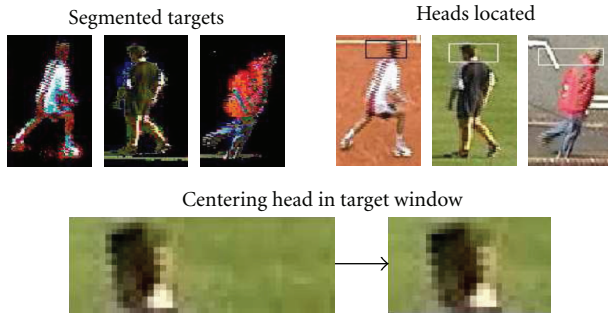 Segmented targets
Heads located
Centering head in target window